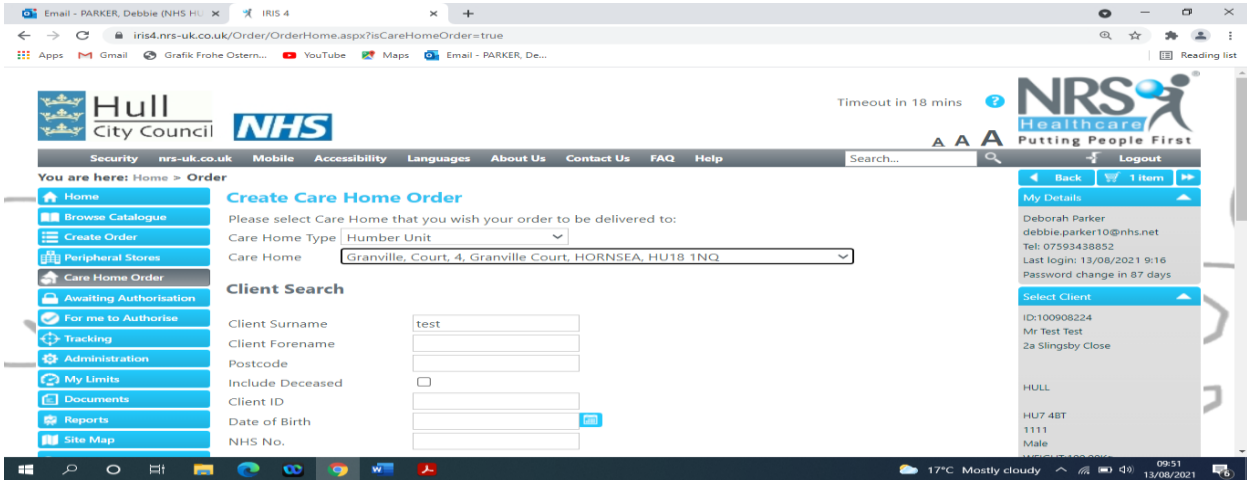 Email - PARKER, Debbie (NHS HU
IRIS 4
iris4.nrs-uk.co.uk/Order/OrderHome.aspx?isCareHomeOrder=true
Apps Gmail Grafik Frohe Ostern... YouTube Maps Email - PARKER, De... Reading list
Hull
City Council
NHS
Timeout in 18 mins ?
A A A
NRS
Healthcare
Putting People First
Security nrs-uk.co.uk Mobile Accessibility Languages About Us Contact Us FAQ Help Search... Logout
You are here: Home > Order
Back 1 item
Home
Browse Catalogue
Create Order
Peripheral Stores
Care Home Order
Awaiting Authorisation
For me to Authorise
Tracking
Administration
My Limits
Documents
Reports
Site Map
Create Care Home Order
Please select Care Home that you wish your order to be delivered to:
Care Home Type Humber Unit
Care Home Granville, Court, 4, Granville Court, HORNSEA, HU18 1NQ
Client Search
Client Surname test
Client Forename
Postcode
Include Deceased
Client ID
Date of Birth
NHS No.
My Details
Deborah Parker
debbie.parker10@nhs.net
Tel: 07593438852
Last login: 13/08/2021 9:16
Password change in 87 days
Select Client
ID:100908224
Mr Test Test
2a Slingsby Close
HULL
HU7 4BT
1111
Male
17°C Mostly cloudy
09:51
13/08/2021